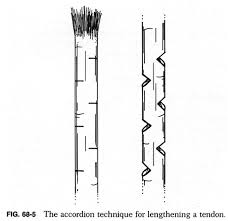 FIG. 68-5 The accordion technique for lengthening a tendon.